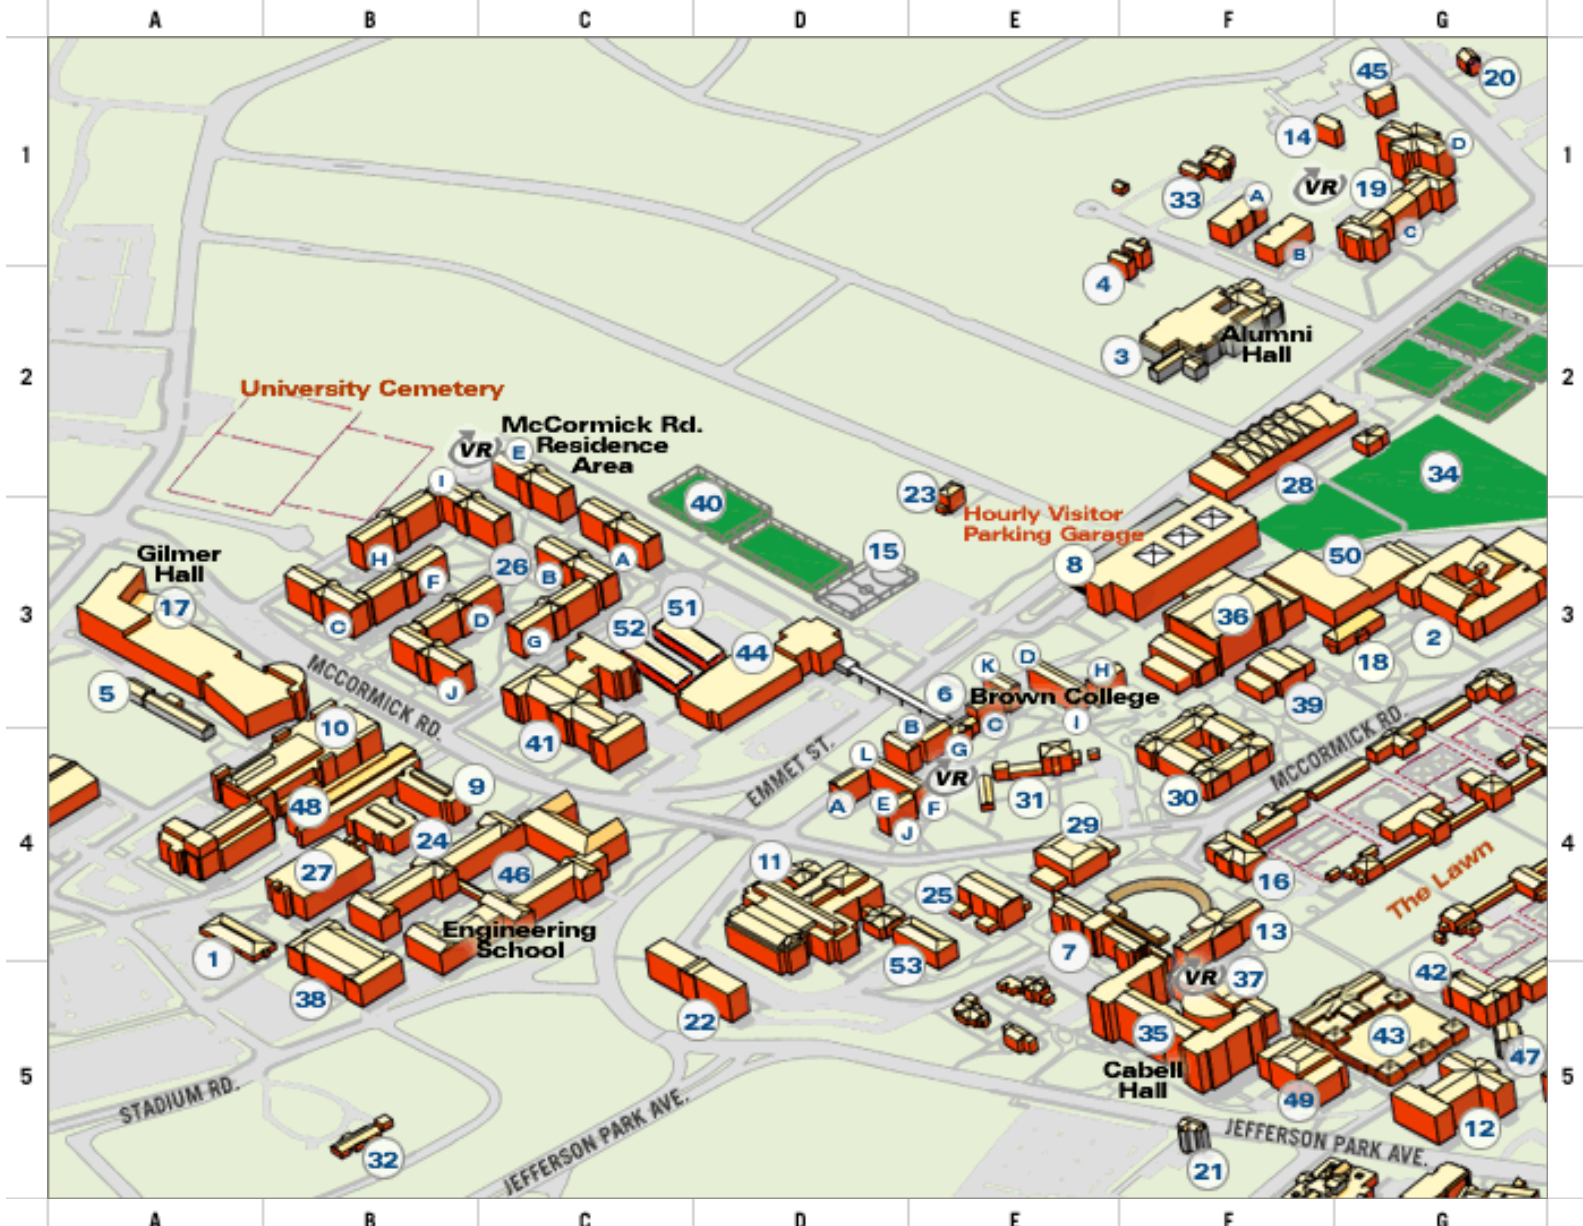 A B C D E F G
45
20
1
14
D
1
VR
19
33
A
C
B
4
Alumni
Hall
3
2
2
University Cemetery
McCormick Rd.
Residence
Area
VR
E
I
34
28
23
40
Hourly Visitor
Parking Garage
Gilmer
Hall
H
26
A
15
50
8
F
B
17
C
D
51
3
3
36
G
52
44
2
18
K
D
H
J
5
MCCORMICK RD.
6
Brown College
39
10
41
B
C
I
G
L
EMMET ST.
VR
MCCORMICK RD.
9
48
A
E
F
31
30
J
29
24
4
4
11
27
46
25
16
The Lawn
Engineering
School
13
7
1
53
42
VR
37
38
22
35
43
47
Cabell
Hall
5
5
STADIUM RD.
49
JEFFERSON PARK AVE.
12
JEFFERSON PARK AVE.
32
21
A B C D E F G